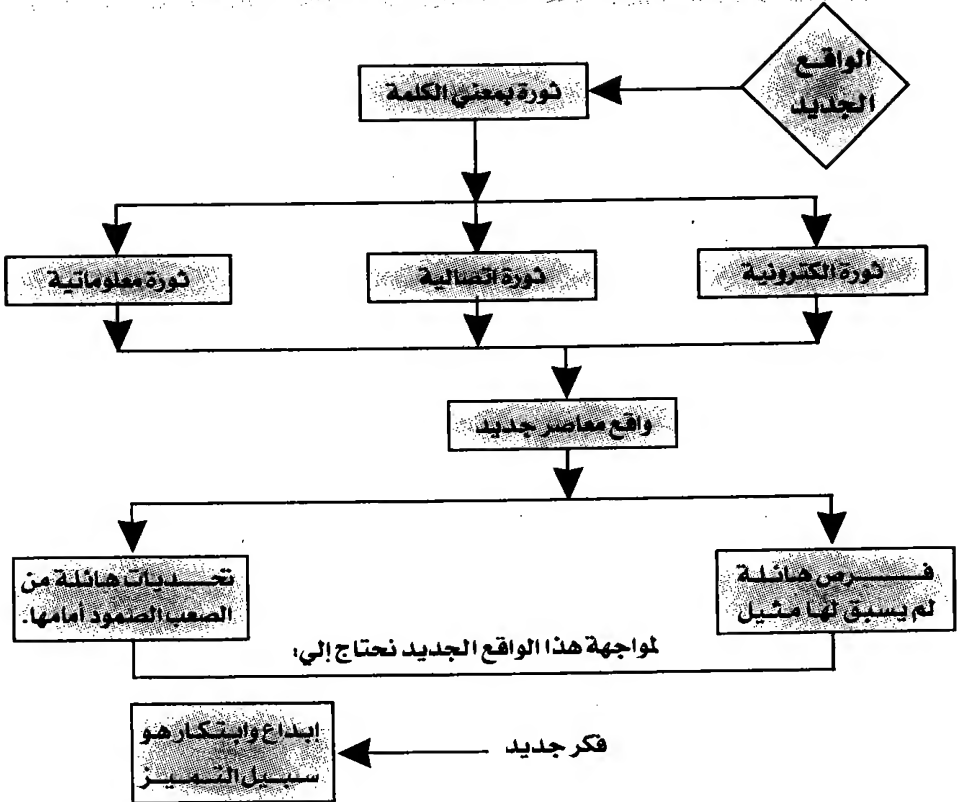 الواقع
الجديد
ثورة بمعنى الكلمة
ثورة الكترونية
ثورة اتصالية
ثورة معلوماتية
واقع معاصر جديد
فرص هائلة
لم يسبق لها مثيل
تحديات هائلة من
الصعب الصمود أمامها.
لمواجهة هذا الواقع الجديد نحتاج إلي:
فكر جديد
إبداع وابتكار هو
سبيل التميز